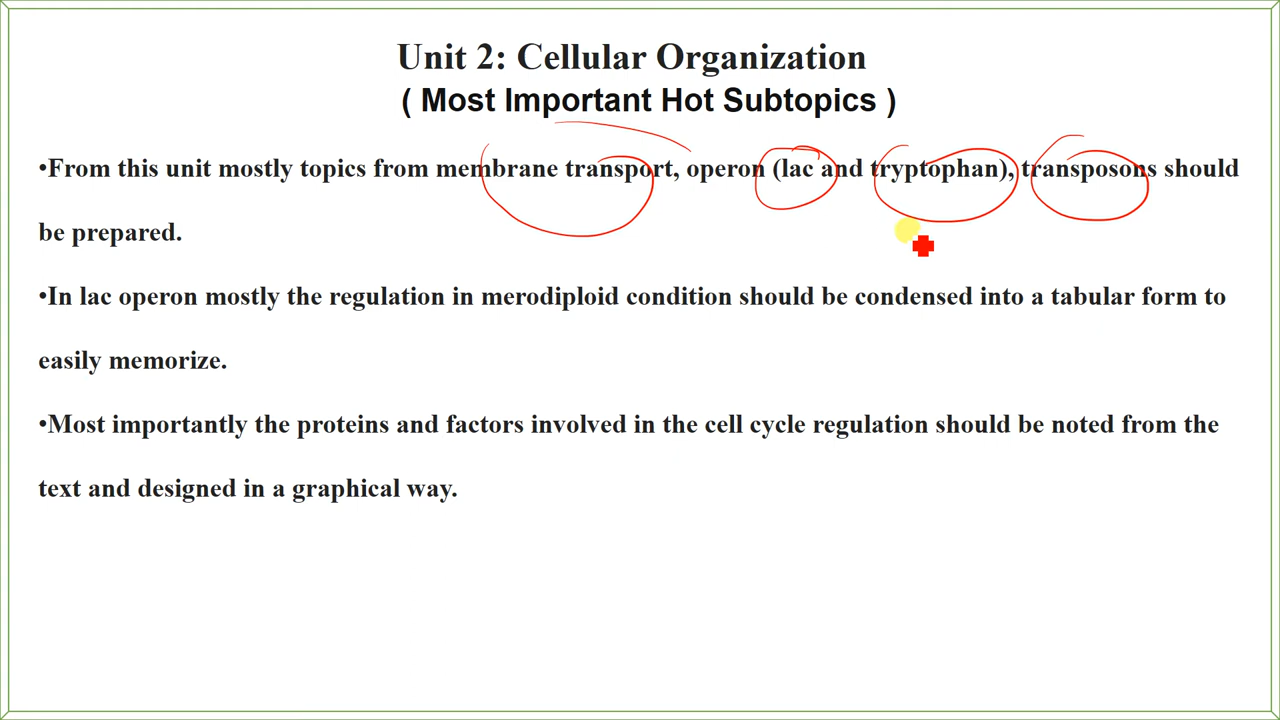 Unit 2: Cellular Organization
( Most Important Hot Subtopics )
•From this unit mostly topics from membrane transport, operon (lac and tryptophan), transposons should
be prepared.
•In lac operon mostly the regulation in merodiploid condition should be condensed into a tabular form to
easily memorize.
•Most importantly the proteins and factors involved in the cell cycle regulation should be noted from the
text and designed in a graphical way.